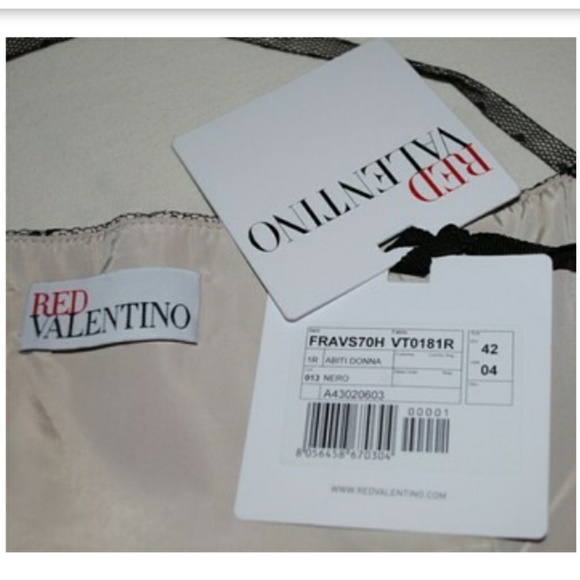 RED
VALENTINO
RED
VALENTINO
FRAVS70H VT0181R
1R ABITI DONNA
42
013 NERO
04
A43020603
00001
8 056458 670304
WWW.REDVALENTINO.COM